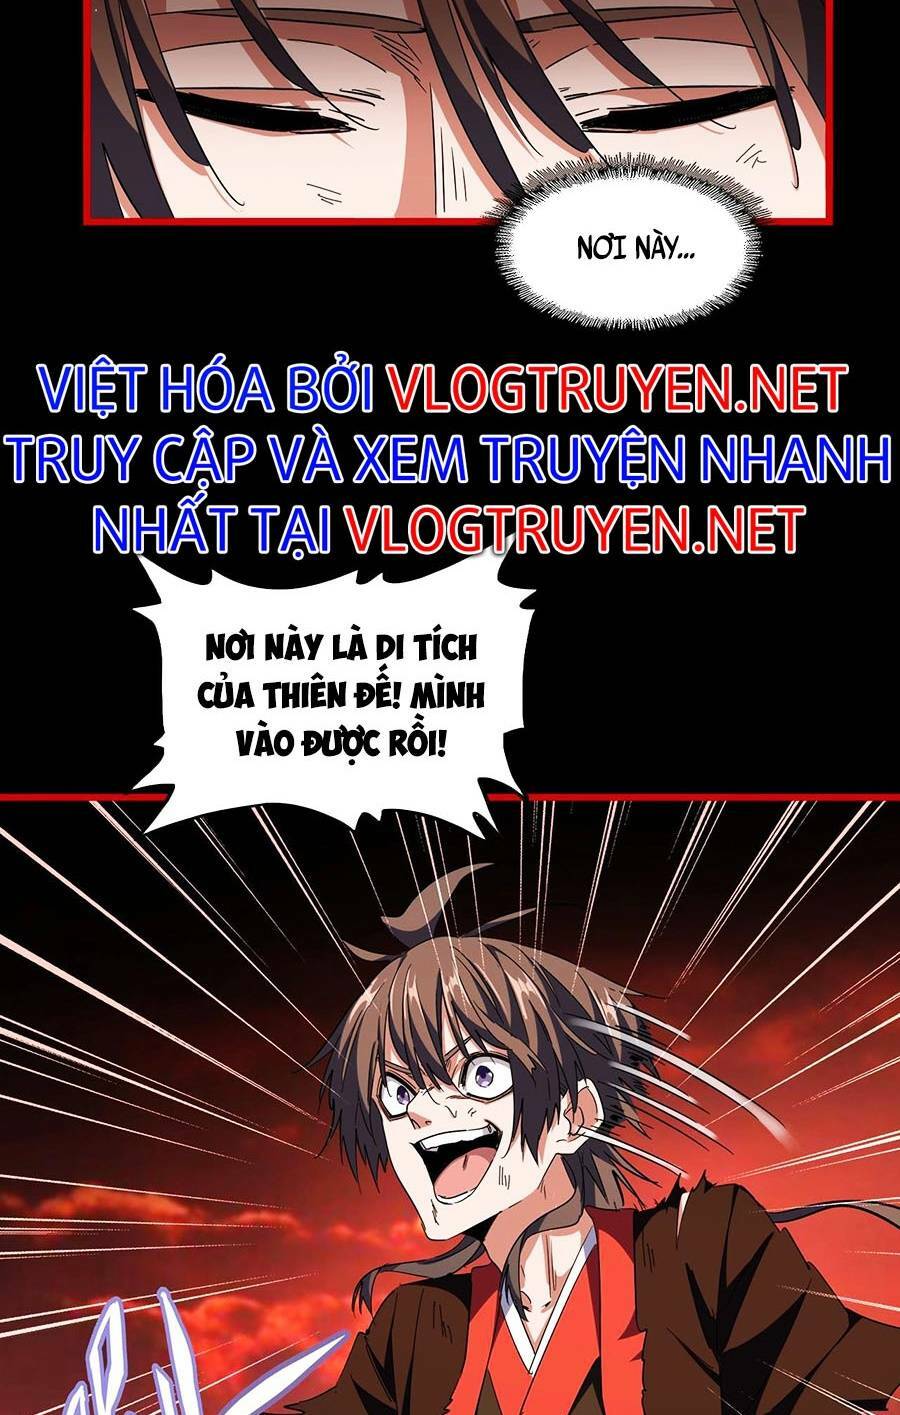 NƠI NÀY...
VIỆT HÓA BỞI VLOGTRUYEN.NET
TRUY CẬP VÀ XEM TRUYỆN NHANH
NHẤT TẠI VLOGTRUYEN.NET
NƠI NÀY LÀ DI TÍCH
CỦA THIÊN ĐẾ! MÌNH
VÀO ĐƯỢC RỒI!